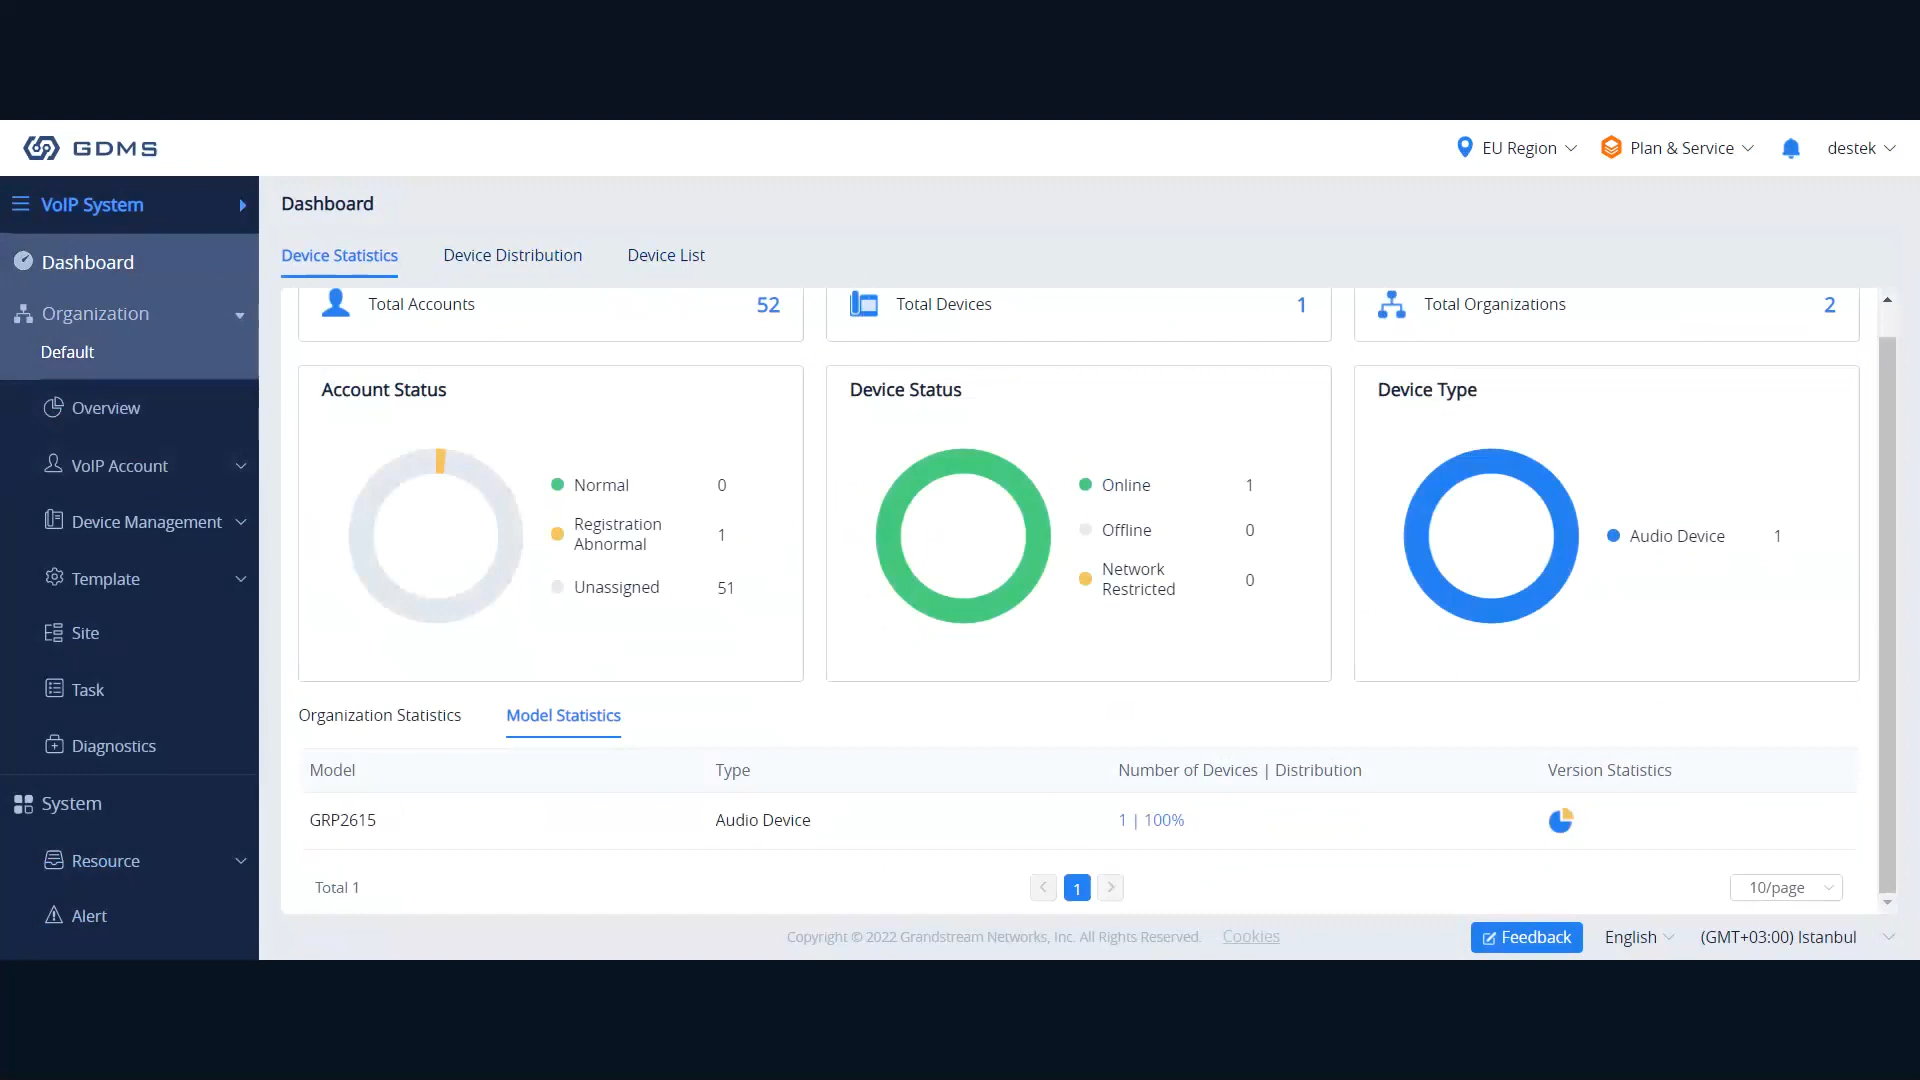 GDMS
EU Region
Plan & Service
destek
VoIP System
Dashboard
Organization
Default
Overview
VoIP Account
Device Management
Template
Site
Task
Diagnostics
System
Resource
Alert
Dashboard
Device Statistics
Device Distribution
Device List
Total Accounts 52
Total Devices 1
Total Organizations 2
Account Status
Normal 0
Registration
Abnormal 1
Unassigned 51
Device Status
Online 1
Offline 0
Network
Restricted 0
Device Type
Audio Device 1
Organization Statistics
Model Statistics
Model Type Number of Devices | Distribution Version Statistics
GRP2615 Audio Device 1 | 100%
Total 1
1
10/page
Copyright © 2022 Grandstream Networks, Inc. All Rights Reserved. Cookies
Feedback
English
(GMT+03:00) Istanbul